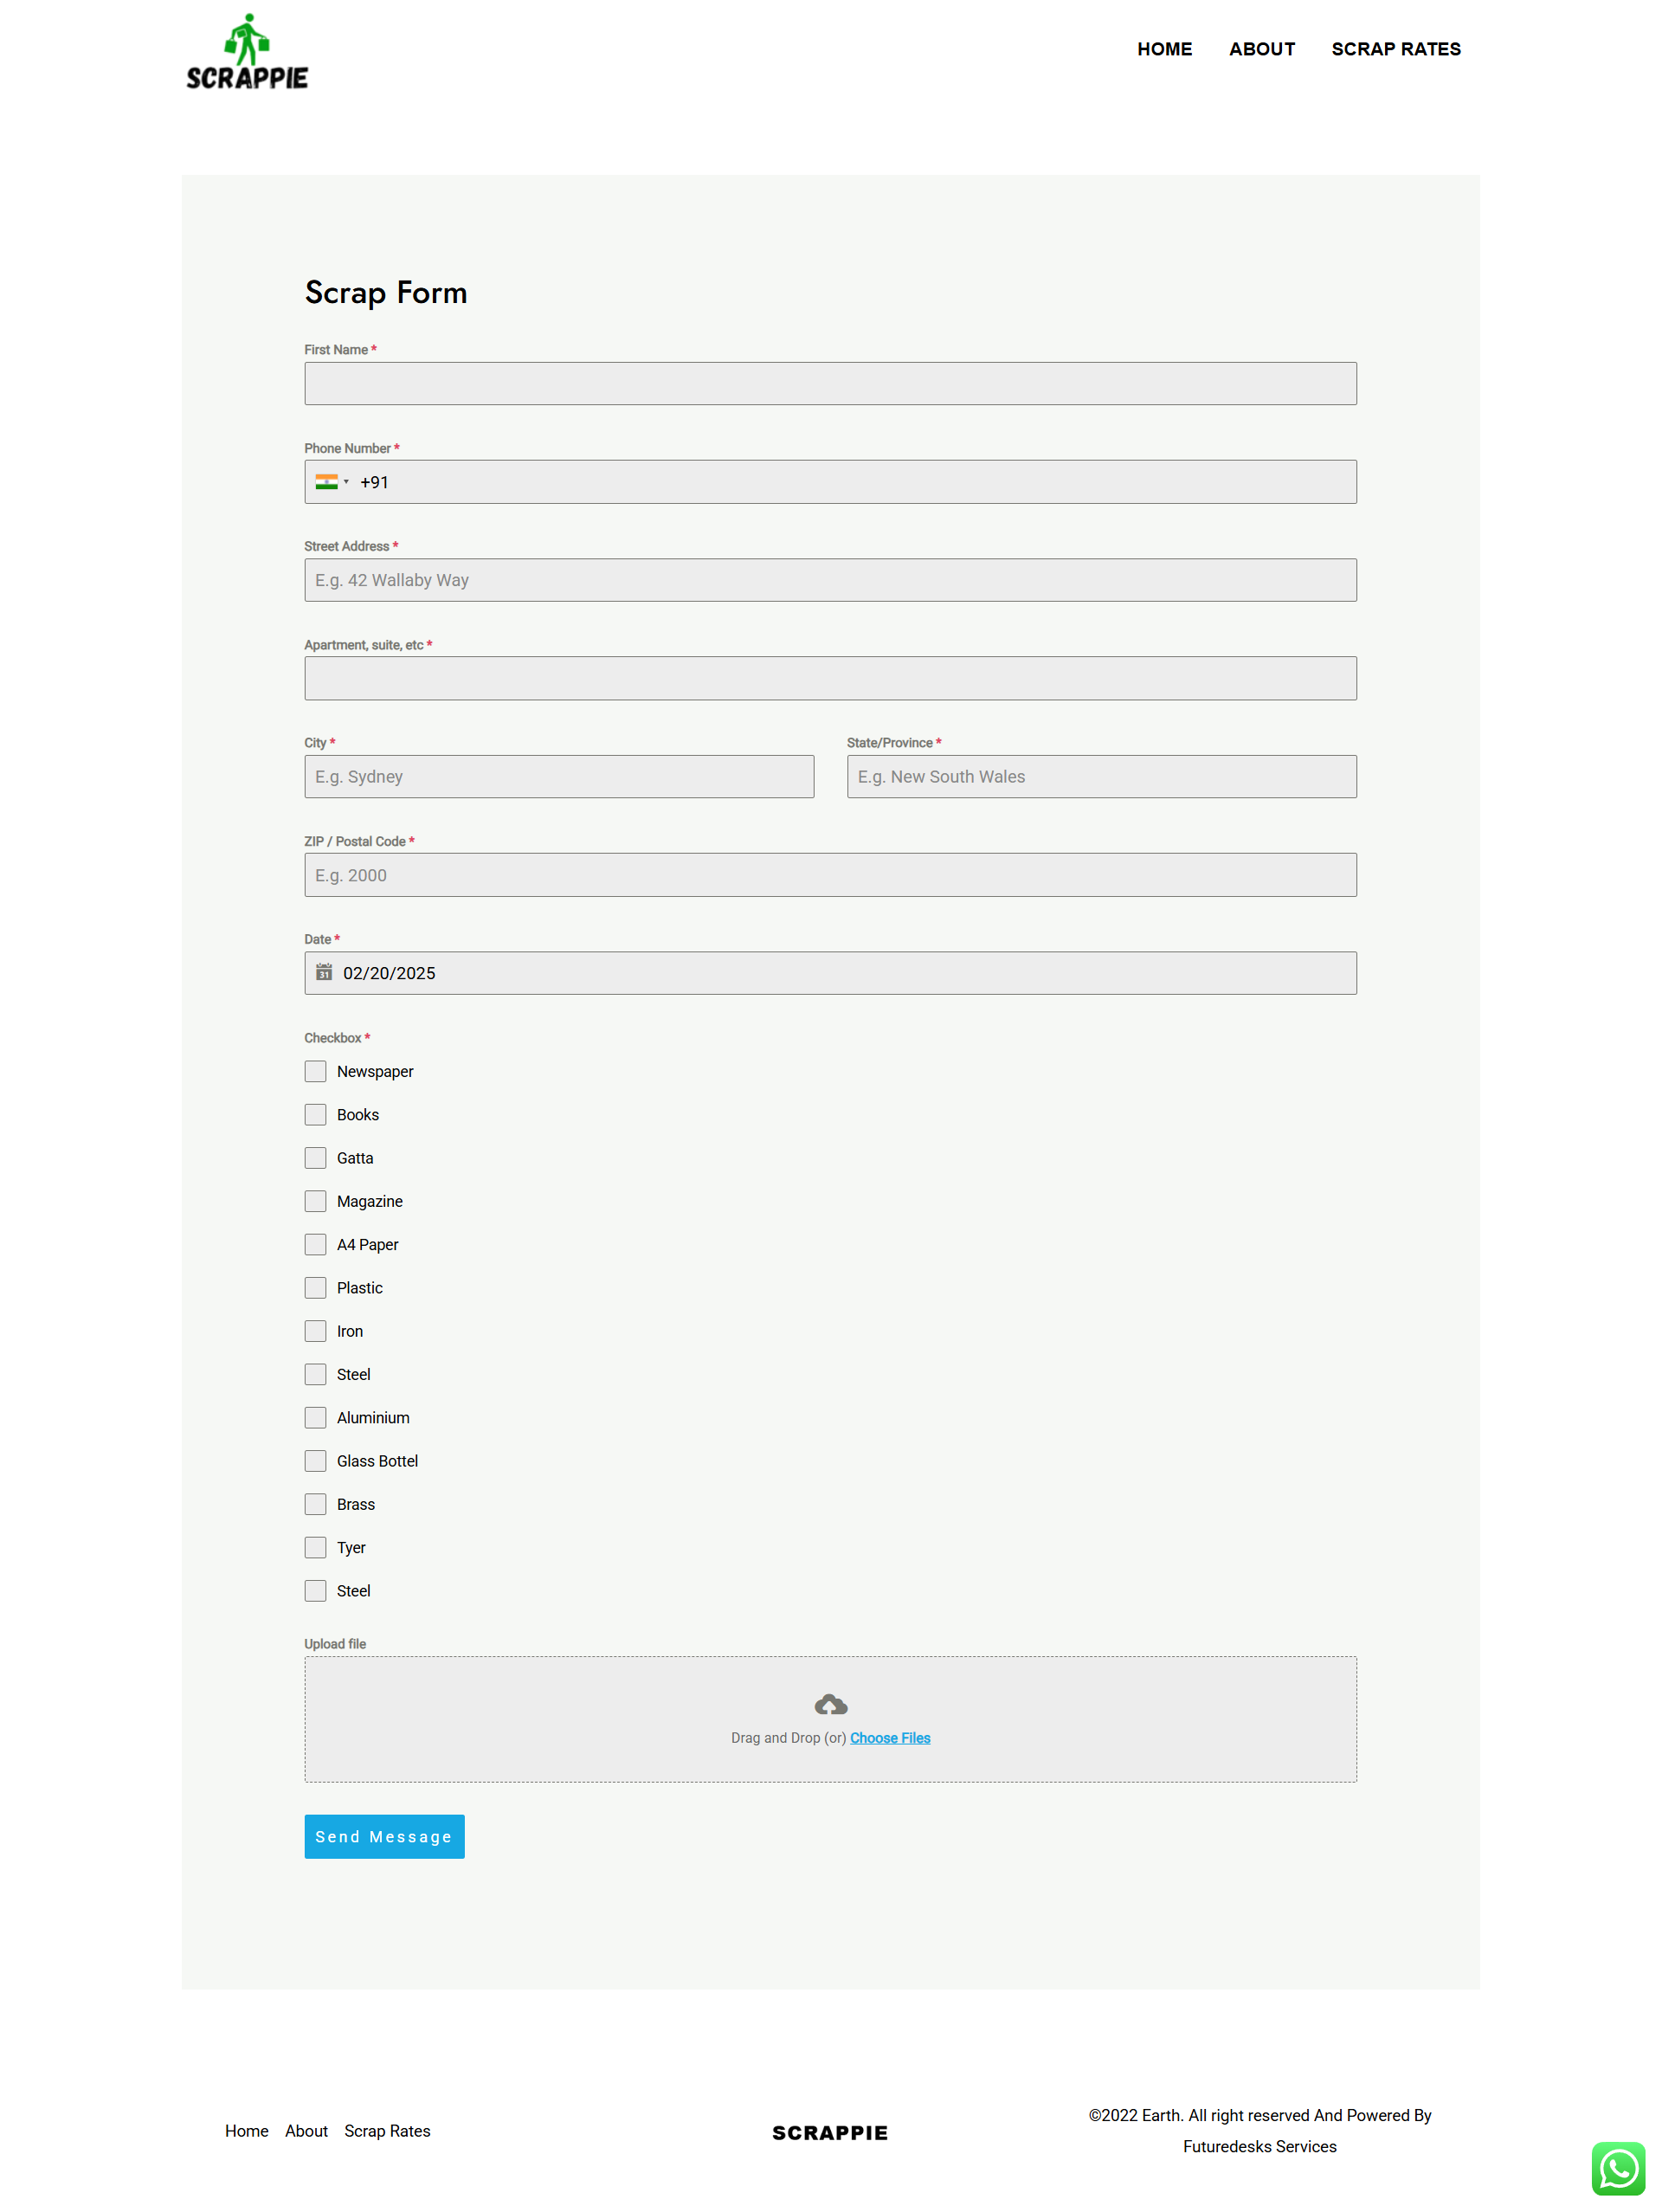 SCRAPPIE
HOME ABOUT SCRAP RATES
Scrap Form
First Name *
Phone Number *
+91
Street Address *
E.g. 42 Wallaby Way
Apartment, suite, etc *
City * State/Province *
E.g. Sydney E.g. New South Wales
ZIP / Postal Code *
E.g. 2000
Date *
31 02/20/2025
Checkbox *
Newspaper
Books
Gatta
Magazine
A4 Paper
Plastic
Iron
Steel
Aluminium
Glass Bottel
Brass
Tyer
Steel
Upload file
Drag and Drop (or) Choose Files
Send Message
Home About Scrap Rates
SCRAPPIE
©2022 Earth. All right reserved And Powered By
Futuredesks Services